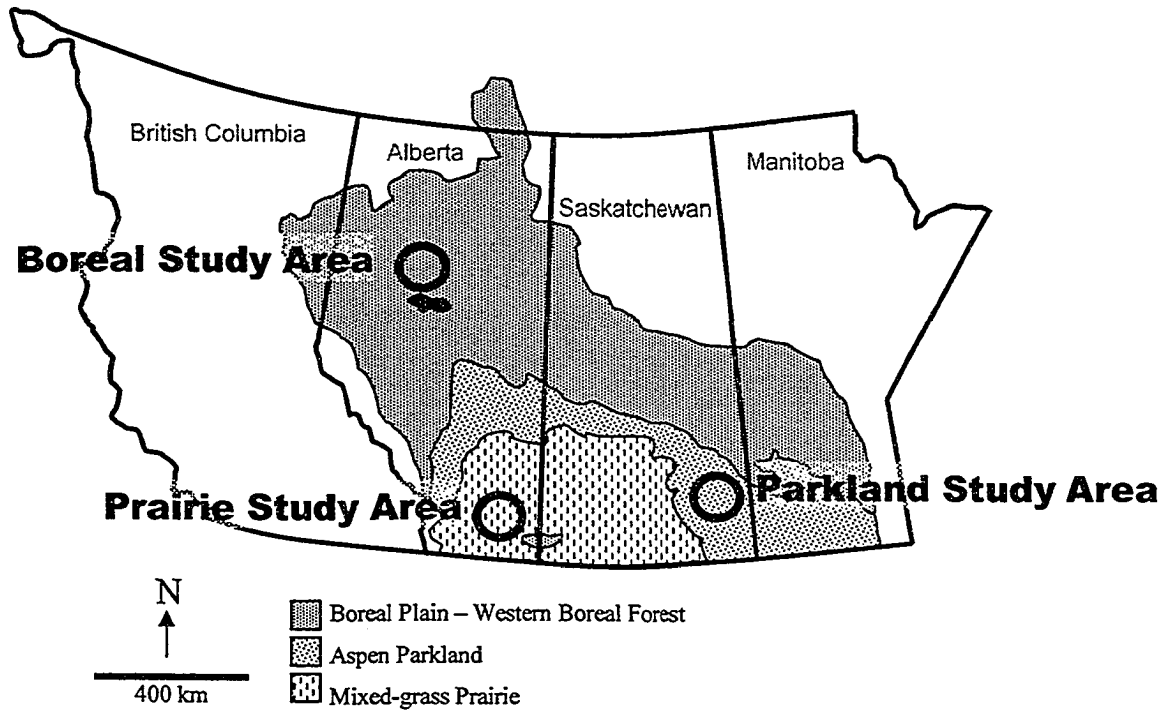 British Columbia
Alberta
Manitoba
Saskatchewan
Boreal Study Area
Prairie Study Area
Parkland Study Area
N
400 km
Boreal Plain – Western Boreal Forest
Aspen Parkland
Mixed-grass Prairie